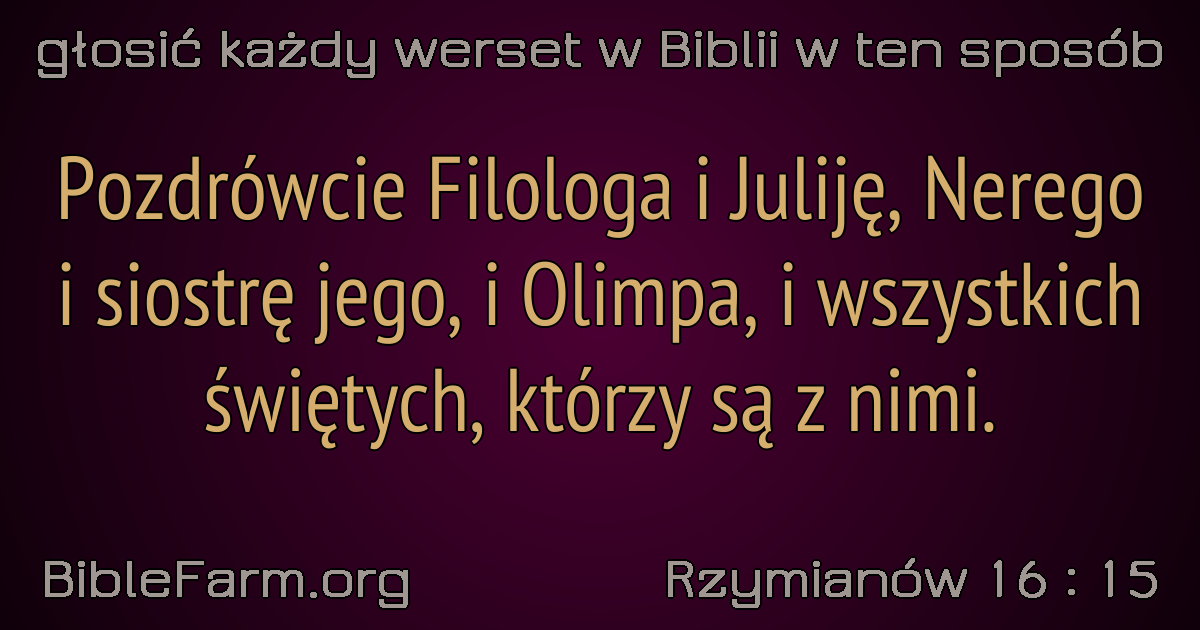 głosić każdy werset w Biblii w ten sposób
Pozdrówcie Filologa i Juliję, Nerego
i siostrę jego, i Olimpa, i wszystkich
świętych, którzy są z nimi.
BibleFarm.org
Rzymianów 16 : 15